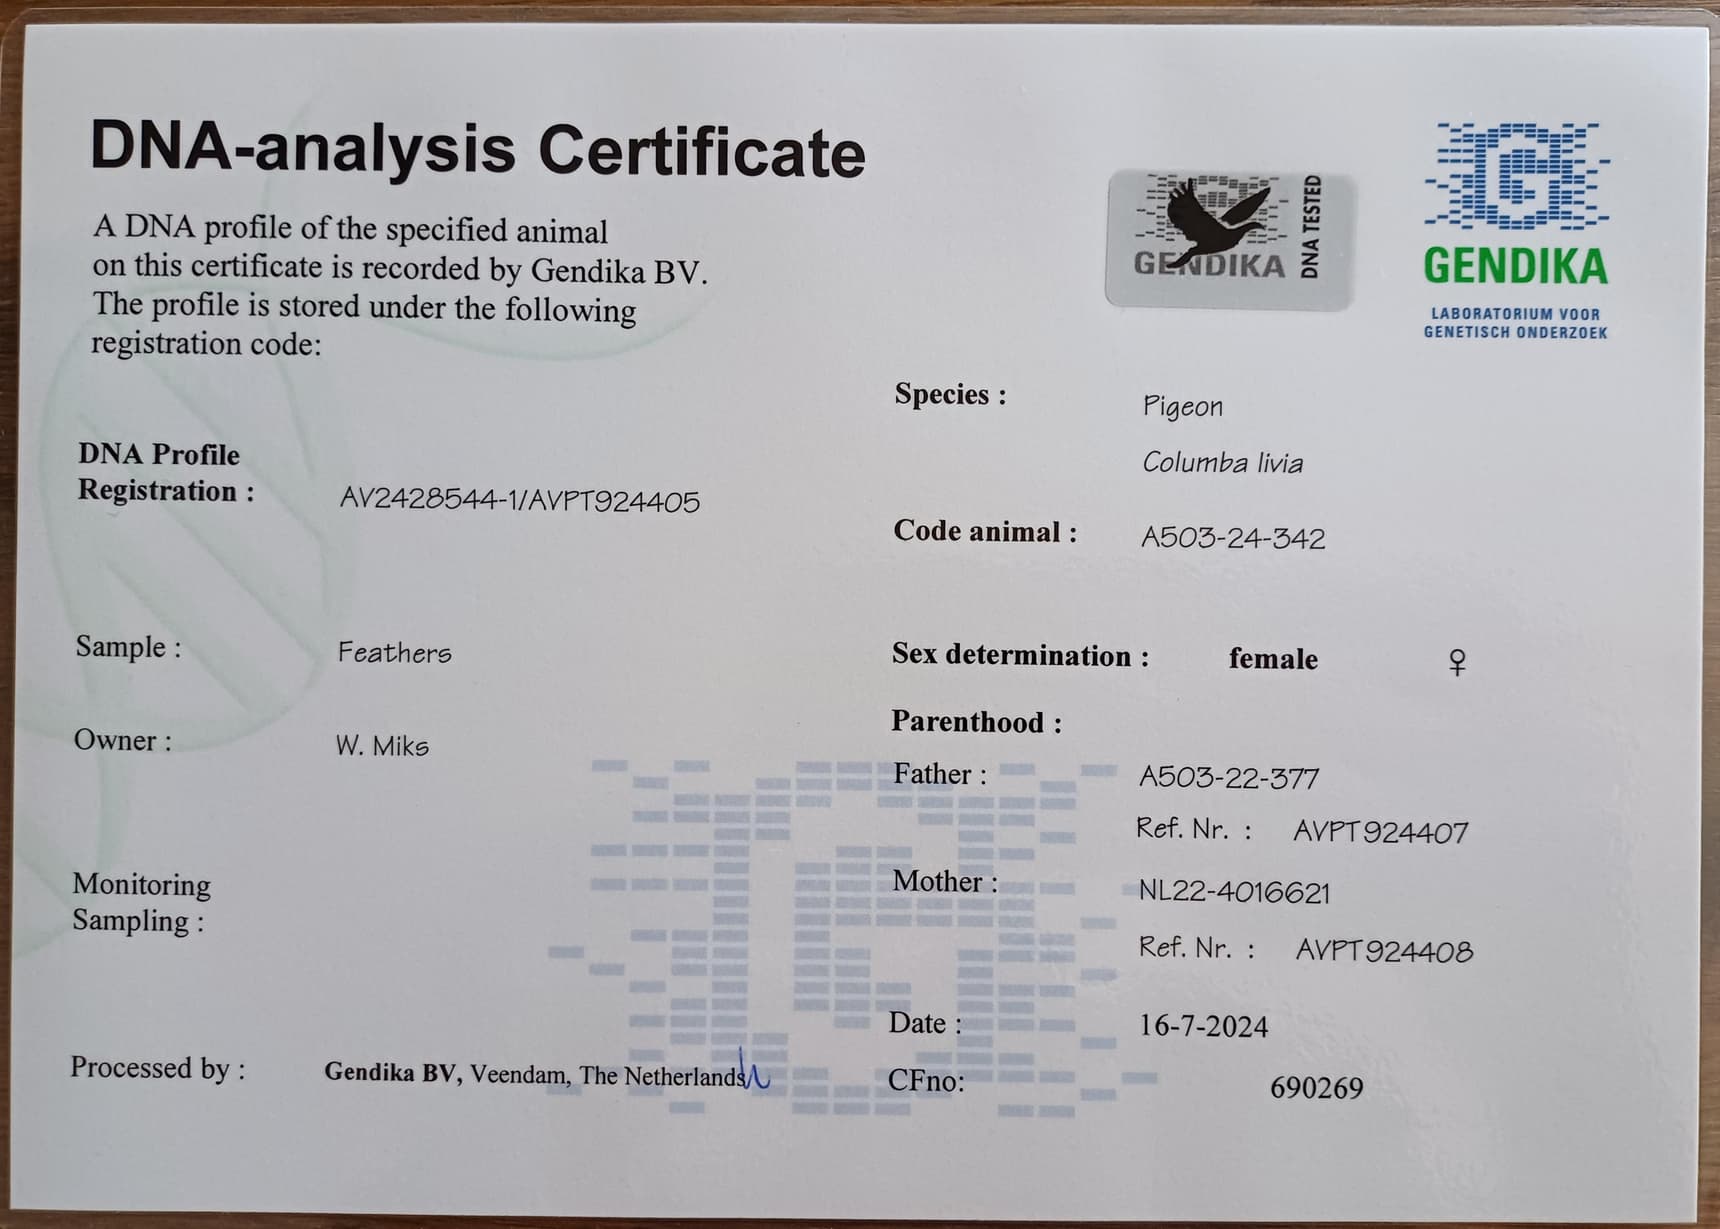 DNA-analysis Certificate
A DNA profile of the specified animal
on this certificate is recorded by Gendika BV.
The profile is stored under the following
registration code:
GENDIKA
DNA TESTED
GENDIKA
LABORATORIUM VOOR
GENETISCH ONDERZOEK
DNA Profile
Registration : AV2428544-1/AVPT924405
Sample : Feathers
Owner : W. Miks
Monitoring
Sampling :
Processed by : Gendika BV, Veendam, The Netherlands
Species : Pigeon
Columba livia
Code animal : A503-24-342
Sex determination : female ♀
Parenthood :
Father : A503-22-377
Ref. Nr. : AVPT924407
Mother : NL22-4016621
Ref. Nr. : AVPT924408
Date : 16-7-2024
CFno: 690269